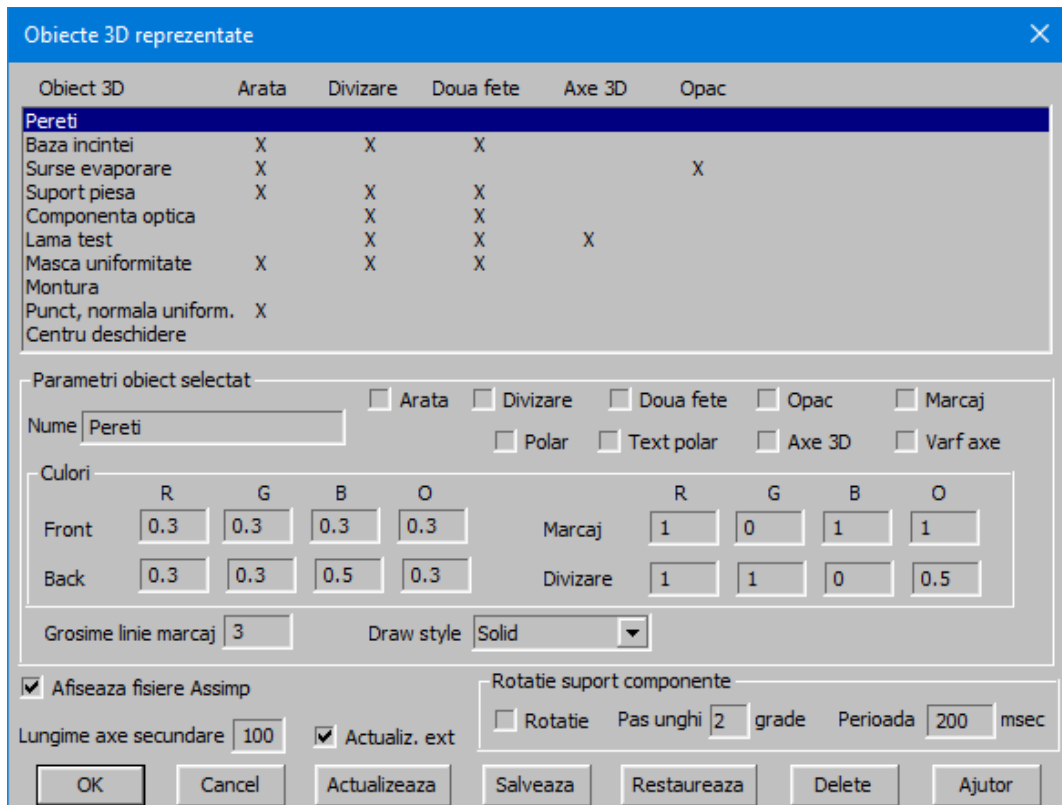 Obiecte 3D reprezentate
Obiect 3D Arata Divizare Doua fete Axe 3D Opac
Pereti
Baza incintei X X X
Surse evaporare X X
Suport piesa X X X
Componenta optica X X
Lama test X X X
Masca uniformitate X X X
Montura
Punct, normala uniform. X
Centru deschidere
Parametri obiect selectat
Arata Divizare Doua fete Opac Marcaj
Nume Pereti
Polar Text polar Axe 3D Varf axe
Culori
R G B O R G B O
Front 0.3 0.3 0.3 0.3 Marcaj 1 0 1 1
Back 0.3 0.3 0.5 0.3 Divizare 1 1 0 0.5
Grosime linie marcaj 3 Draw style Solid
Afiseaza fisiere Assimp
Rotatie suport componente
Rotatie Pas unghi 2 grade Perioada 200 msec
Lungime axe secundare 100 Actualiz. ext
OK Cancel Actualizeaza Salveaza Restaureaza Delete Ajutor